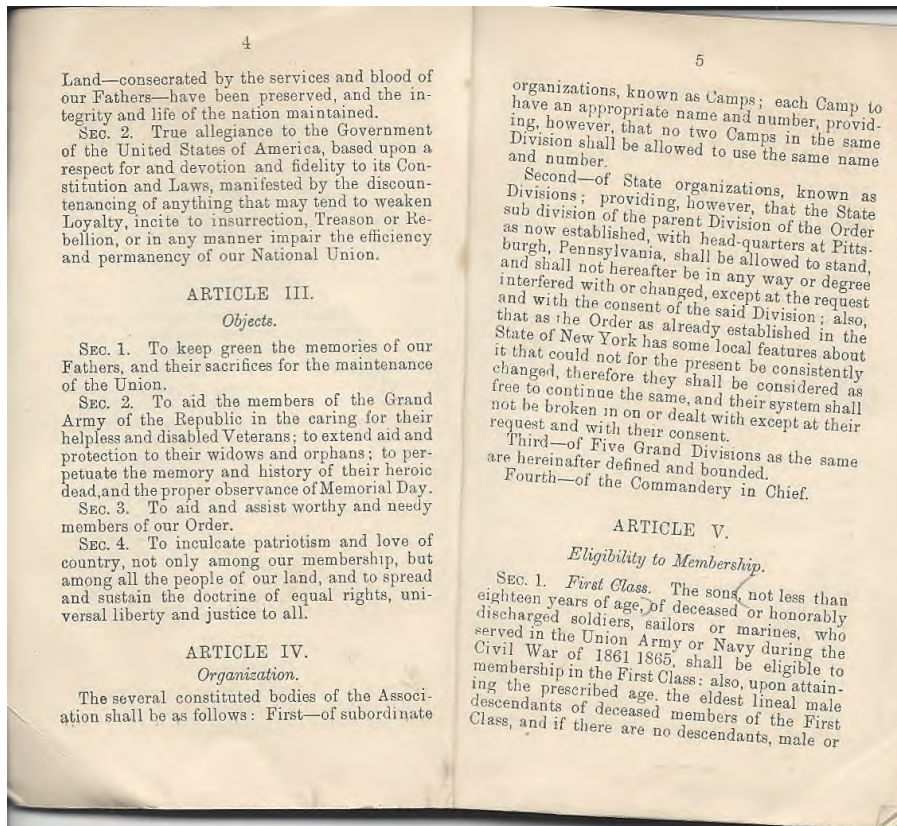 4
Land—consecrated by the services and blood of
our Fathers—have been preserved, and the in-
tegrity and life of the nation maintained.
SEC. 2. True allegiance to the Government
of the United States of America, based upon a
respect for and devotion and fidelity to its Con-
stitution and Laws, manifested by the discoun-
tenancing of anything that may tend to weaken
Loyalty, incite to insurrection, Treason or Re-
bellion, or in any manner impair the efficiency
and permanency of our National Union.
ARTICLE III.
Objects.
SEC. 1. To keep green the memories of our
Fathers, and their sacrifices for the maintenance
of the Union.
SEC. 2. To aid the members of the Grand
Army of the Republic in the caring for their
helpless and disabled Veterans; to extend aid and
protection to their widows and orphans; to per-
petuate the memory and history of their heroic
dead, and the proper observance of Memorial Day.
SEC. 3. To aid and assist worthy and needy
members of our Order.
SEC. 4. To inculcate patriotism and love of
country, not only among our membership, but
among all the people of our land, and to spread
and sustain the doctrine of equal rights, uni-
versal liberty and justice to all.
ARTICLE IV.
Organization.
The several constituted bodies of the Associ-
ation shall be as follows: First—of subordinate
5
organizations, known as Camps; each Camp to
have an appropriate name and number, provid-
ing, however, that no two Camps in the same
Division shall be allowed to use the same name
and number.
Second—of State organizations, known as
Divisions; providing, however, that the State
sub division of the parent Division of the Order
as now established, with head-quarters at Pitts-
burgh, Pennsylvania, shall be allowed to stand,
and shall not hereafter be in any way or degree
interfered with or changed, except at the request
and with the consent of the said Division; also,
that as the Order as already established in the
State of New York has some local features about
it that could not for the present be consistently
changed, therefore they shall be considered as
free to continue the same, and their system shall
not be broken in on or dealt with except at their
request and with their consent.
Third—of Five Grand Divisions as the same
are hereinafter defined and bounded.
Fourth—of the Commandery in Chief.
ARTICLE V.
Eligibility to Membership.
SEC. 1. First Class. The sons, not less than
eighteen years of age, of deceased or honorably
discharged soldiers, sailors or marines, who
served in the Union Army or Navy during the
Civil War of 1861 1865, shall be eligible to
membership in the First Class: also, upon attain-
ing the prescribed age. the eldest lineal male
descendants of deceased members of the First
Class, and if there are no descendants, male or